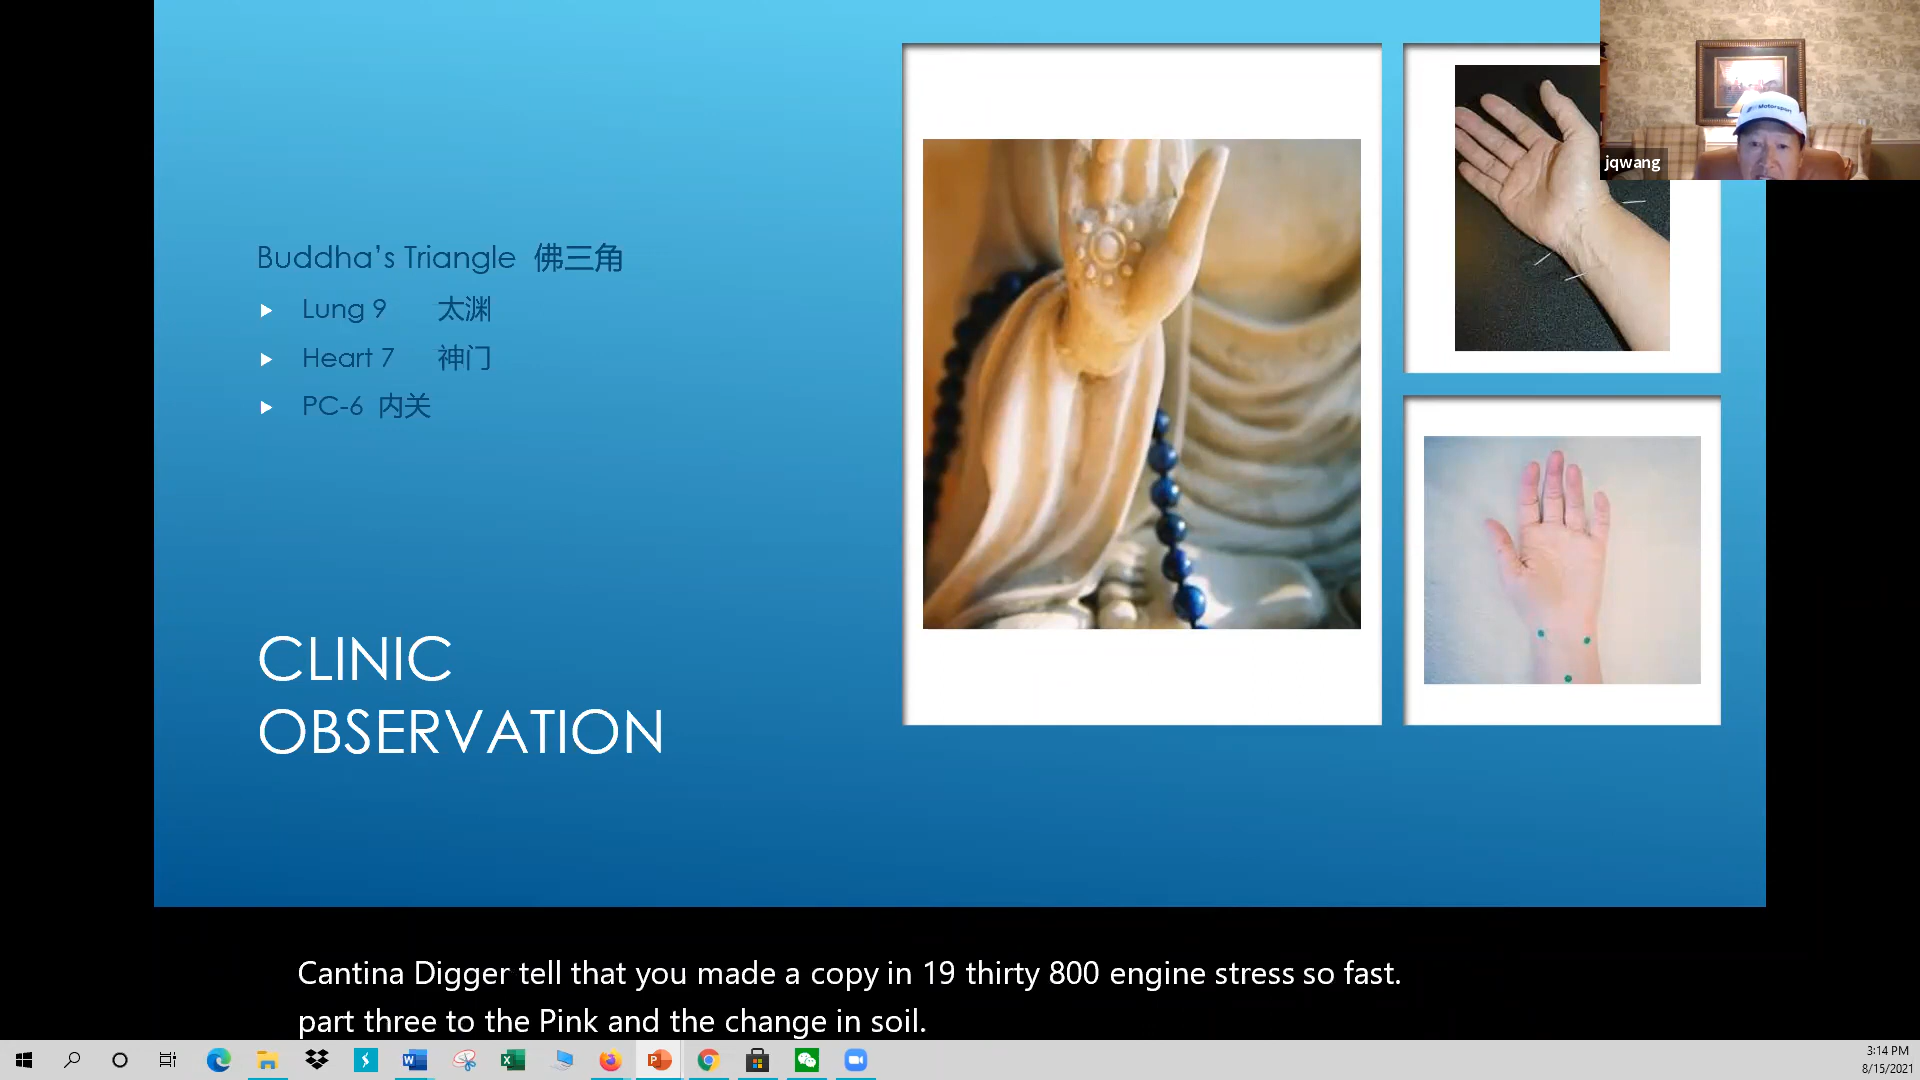 Buddha’s Triangle 佛三角
Lung 9 太渊
Heart 7 神门
PC-6 内关
CLINIC
OBSERVATION
jqwang
Motorsport
Cantina Digger tell that you made a copy in 19 thirty 800 engine stress so fast.
part three to the Pink and the change in soil.
3:14 PM
8/15/2021